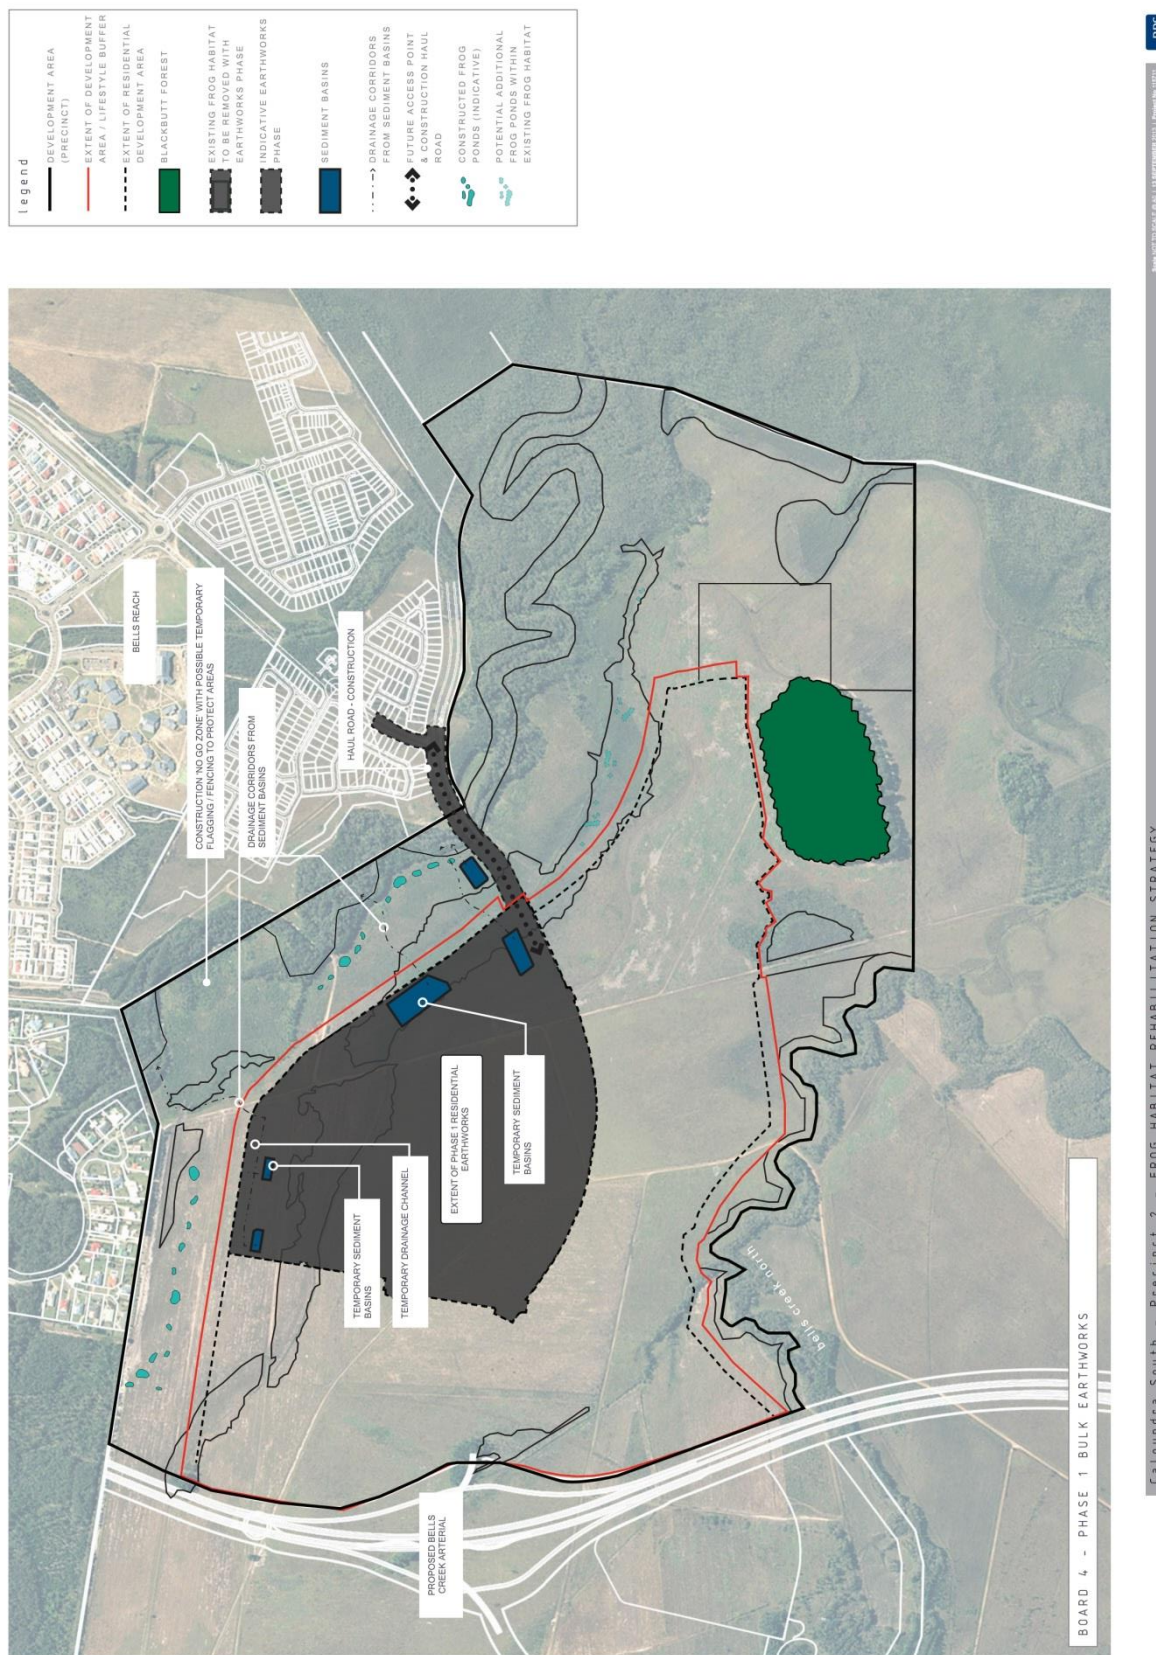 legend
DEVELOPMENT AREA
(PRECINCT)
EXTENT OF DEVELOPMENT
AREA / LIFESTYLE BUFFER
EXTENT OF RESIDENTIAL
DEVELOPMENT AREA
BLACKBUTT FOREST
EXISTING FROG HABITAT
TO BE REMOVED WITH
EARTHWORKS PHASE
INDICATIVE EARTHWORKS
PHASE
SEDIMENT BASINS
DRAINAGE CORRIDORS
FROM SEDIMENT BASINS
FUTURE ACCESS POINT
& CONSTRUCTION HAUL
ROAD
CONSTRUCTED FROG
PONDS (INDICATIVE)
POTENTIAL ADDITIONAL
FROG PONDS WITHIN
EXISTING FROG HABITAT
BELLS REACH
CONSTRUCTION 'NO GO ZONE' WITH POSSIBLE TEMPORARY
FLAGGING / FENCING TO PROTECT AREAS
DRAINAGE CORRIDORS FROM
SEDIMENT BASINS
HAUL ROAD - CONSTRUCTION
TEMPORARY SEDIMENT
BASINS
TEMPORARY DRAINAGE CHANNEL
EXTENT OF PHASE 1 RESIDENTIAL
EARTHWORKS
TEMPORARY SEDIMENT
BASINS
PROPOSED BELLS
CREEK ARTERIAL
bells creek north
BOARD 4 - PHASE 1 BULK EARTHWORKS
Caloundra South - Precinct 2 FROG HABITAT REHABILITATION STRATEGY